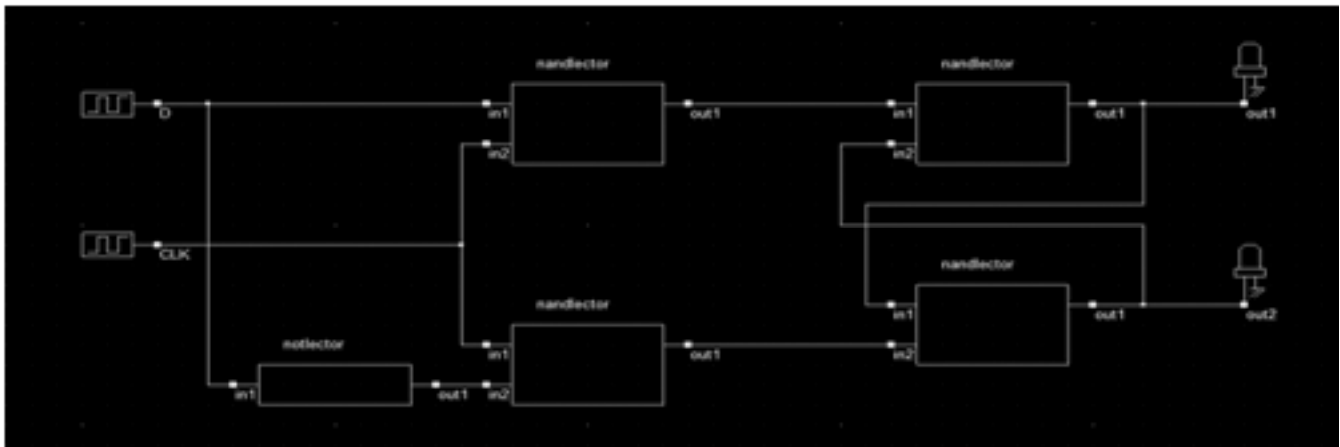 nandlector
nandlector
D
in1
out1
in1
out1
out1
in2
in2
CLK
nandlector
nandlector
in1
out1
out2
notlector
in1
out1
in2
in1
out1
in2